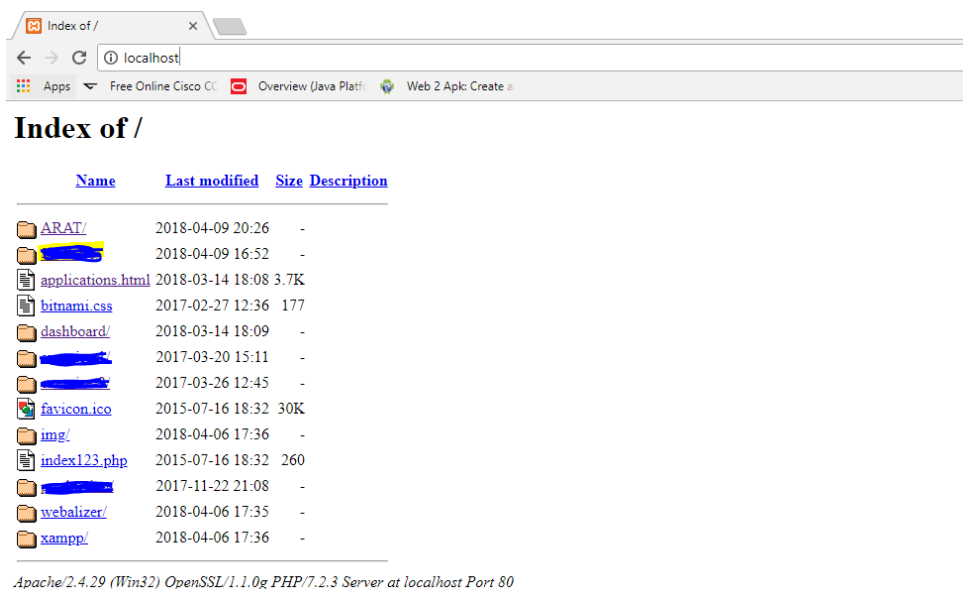 Index of /
localhost
Apps Free Online Cisco CC Overview (Java Platfo Web 2 Apk: Create a
Index of /
Name Last modified Size Description
ARAT/ 2018-04-09 20:26 -
2018-04-09 16:52 -
applications.html 2018-03-14 18:08 3.7K
bitnami.css 2017-02-27 12:36 177
dashboard/ 2018-03-14 18:09 -
2017-03-20 15:11 -
2017-03-26 12:45 -
favicon.ico 2015-07-16 18:32 30K
img/ 2018-04-06 17:36 -
index123.php 2015-07-16 18:32 260
2017-11-22 21:08 -
webalizer/ 2018-04-06 17:35 -
xampp/ 2018-04-06 17:36 -
Apache/2.4.29 (Win32) OpenSSL/1.1.0g PHP/7.2.3 Server at localhost Port 80